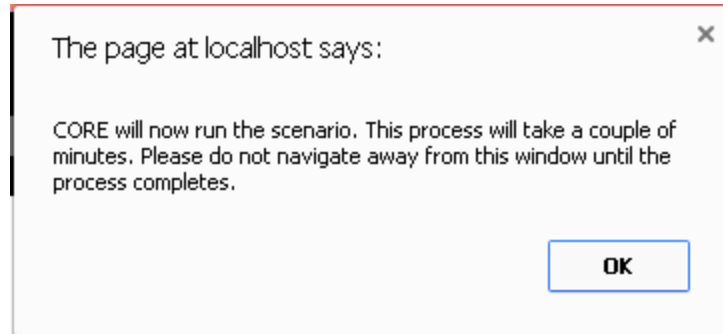 The page at localhost says:
CORE will now run the scenario. This process will take a couple of
minutes. Please do not navigate away from this window until the
process completes.
OK